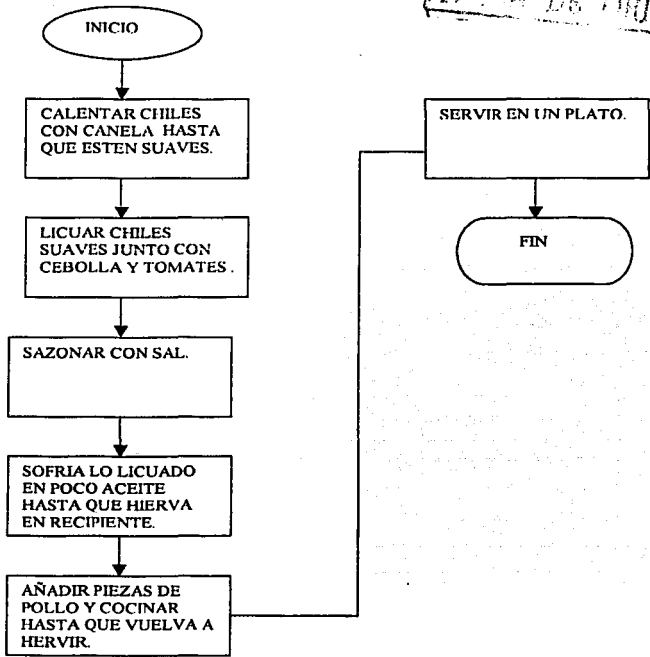 INICIO
CALENTAR CHILES
CON CANELA HASTA
QUE ESTEN SUAVES.
LICUAR CHILES
SUAVES JUNTO CON
CEBOLLA Y TOMATES .
SAZONAR CON SAL.
SOFRIA LO LICUADO
EN POCO ACEITE
HASTA QUE HIERVA
EN RECIPIENTE.
AÑADIR PIEZAS DE
POLLO Y COCINAR
HASTA QUE VUELVA A
HERVIR.
SERVIR EN UN PLATO.
FIN